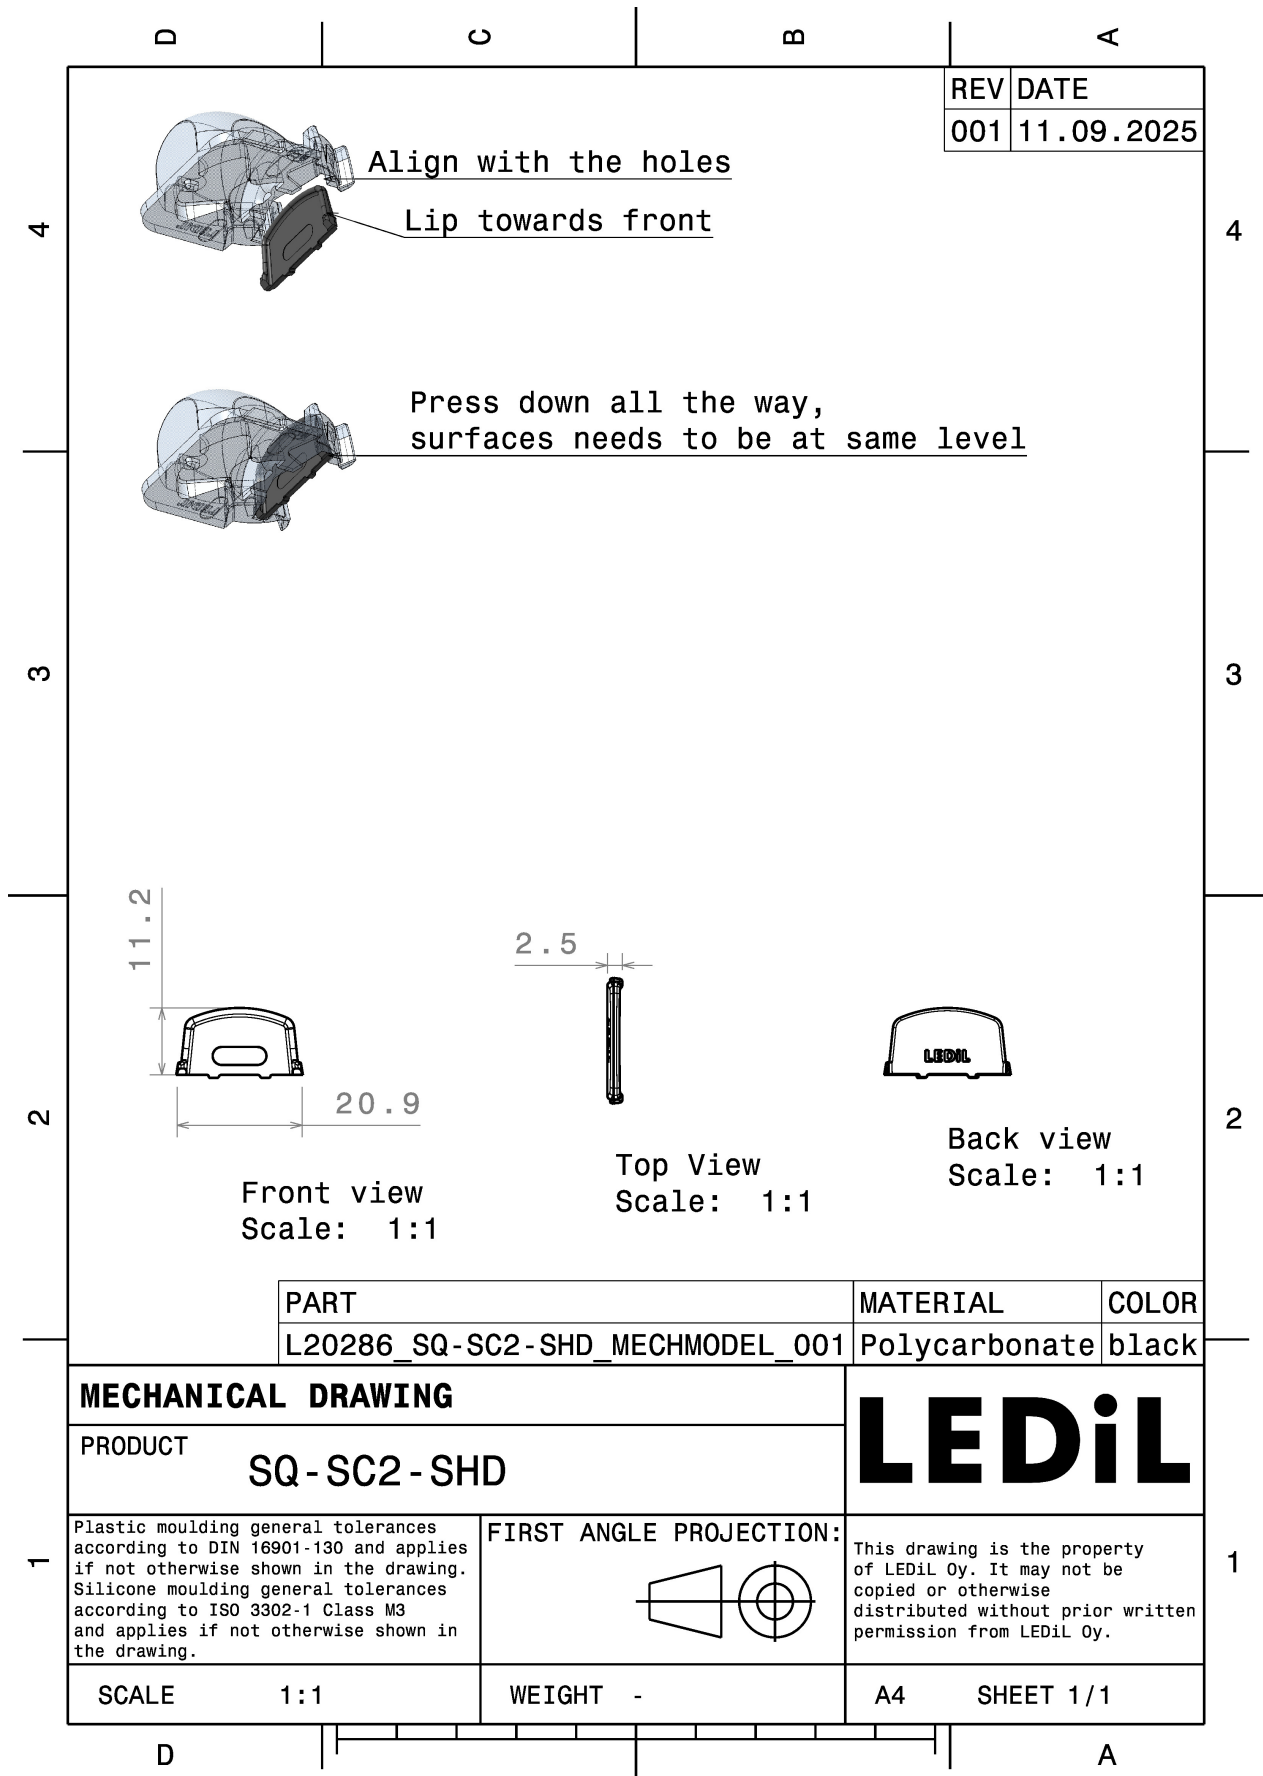 D C B A
REV DATE
001 11.09.2025
Align with the holes
Lip towards front
4 4
Press down all the way,
surfaces needs to be at same level
3 3
11.2
2.5
20.9
LEDiL
2 2
Front view
Scale: 1:1
Top View
Scale: 1:1
Back view
Scale: 1:1
PART MATERIAL COLOR
L20286_SQ-SC2-SHD_MECHMODEL_001 Polycarbonate black
MECHANICAL DRAWING
LEDiL
PRODUCT
SQ-SC2-SHD
Plastic moulding general tolerances
according to DIN 16901-130 and applies
if not otherwise shown in the drawing.
Silicone moulding general tolerances
according to ISO 3302-1 Class M3
and applies if not otherwise shown in
the drawing.
FIRST ANGLE PROJECTION:
This drawing is the property
of LEDiL Oy. It may not be
copied or otherwise
distributed without prior written
permission from LEDiL Oy.
1 1
SCALE 1:1 WEIGHT - A4 SHEET 1/1
D A